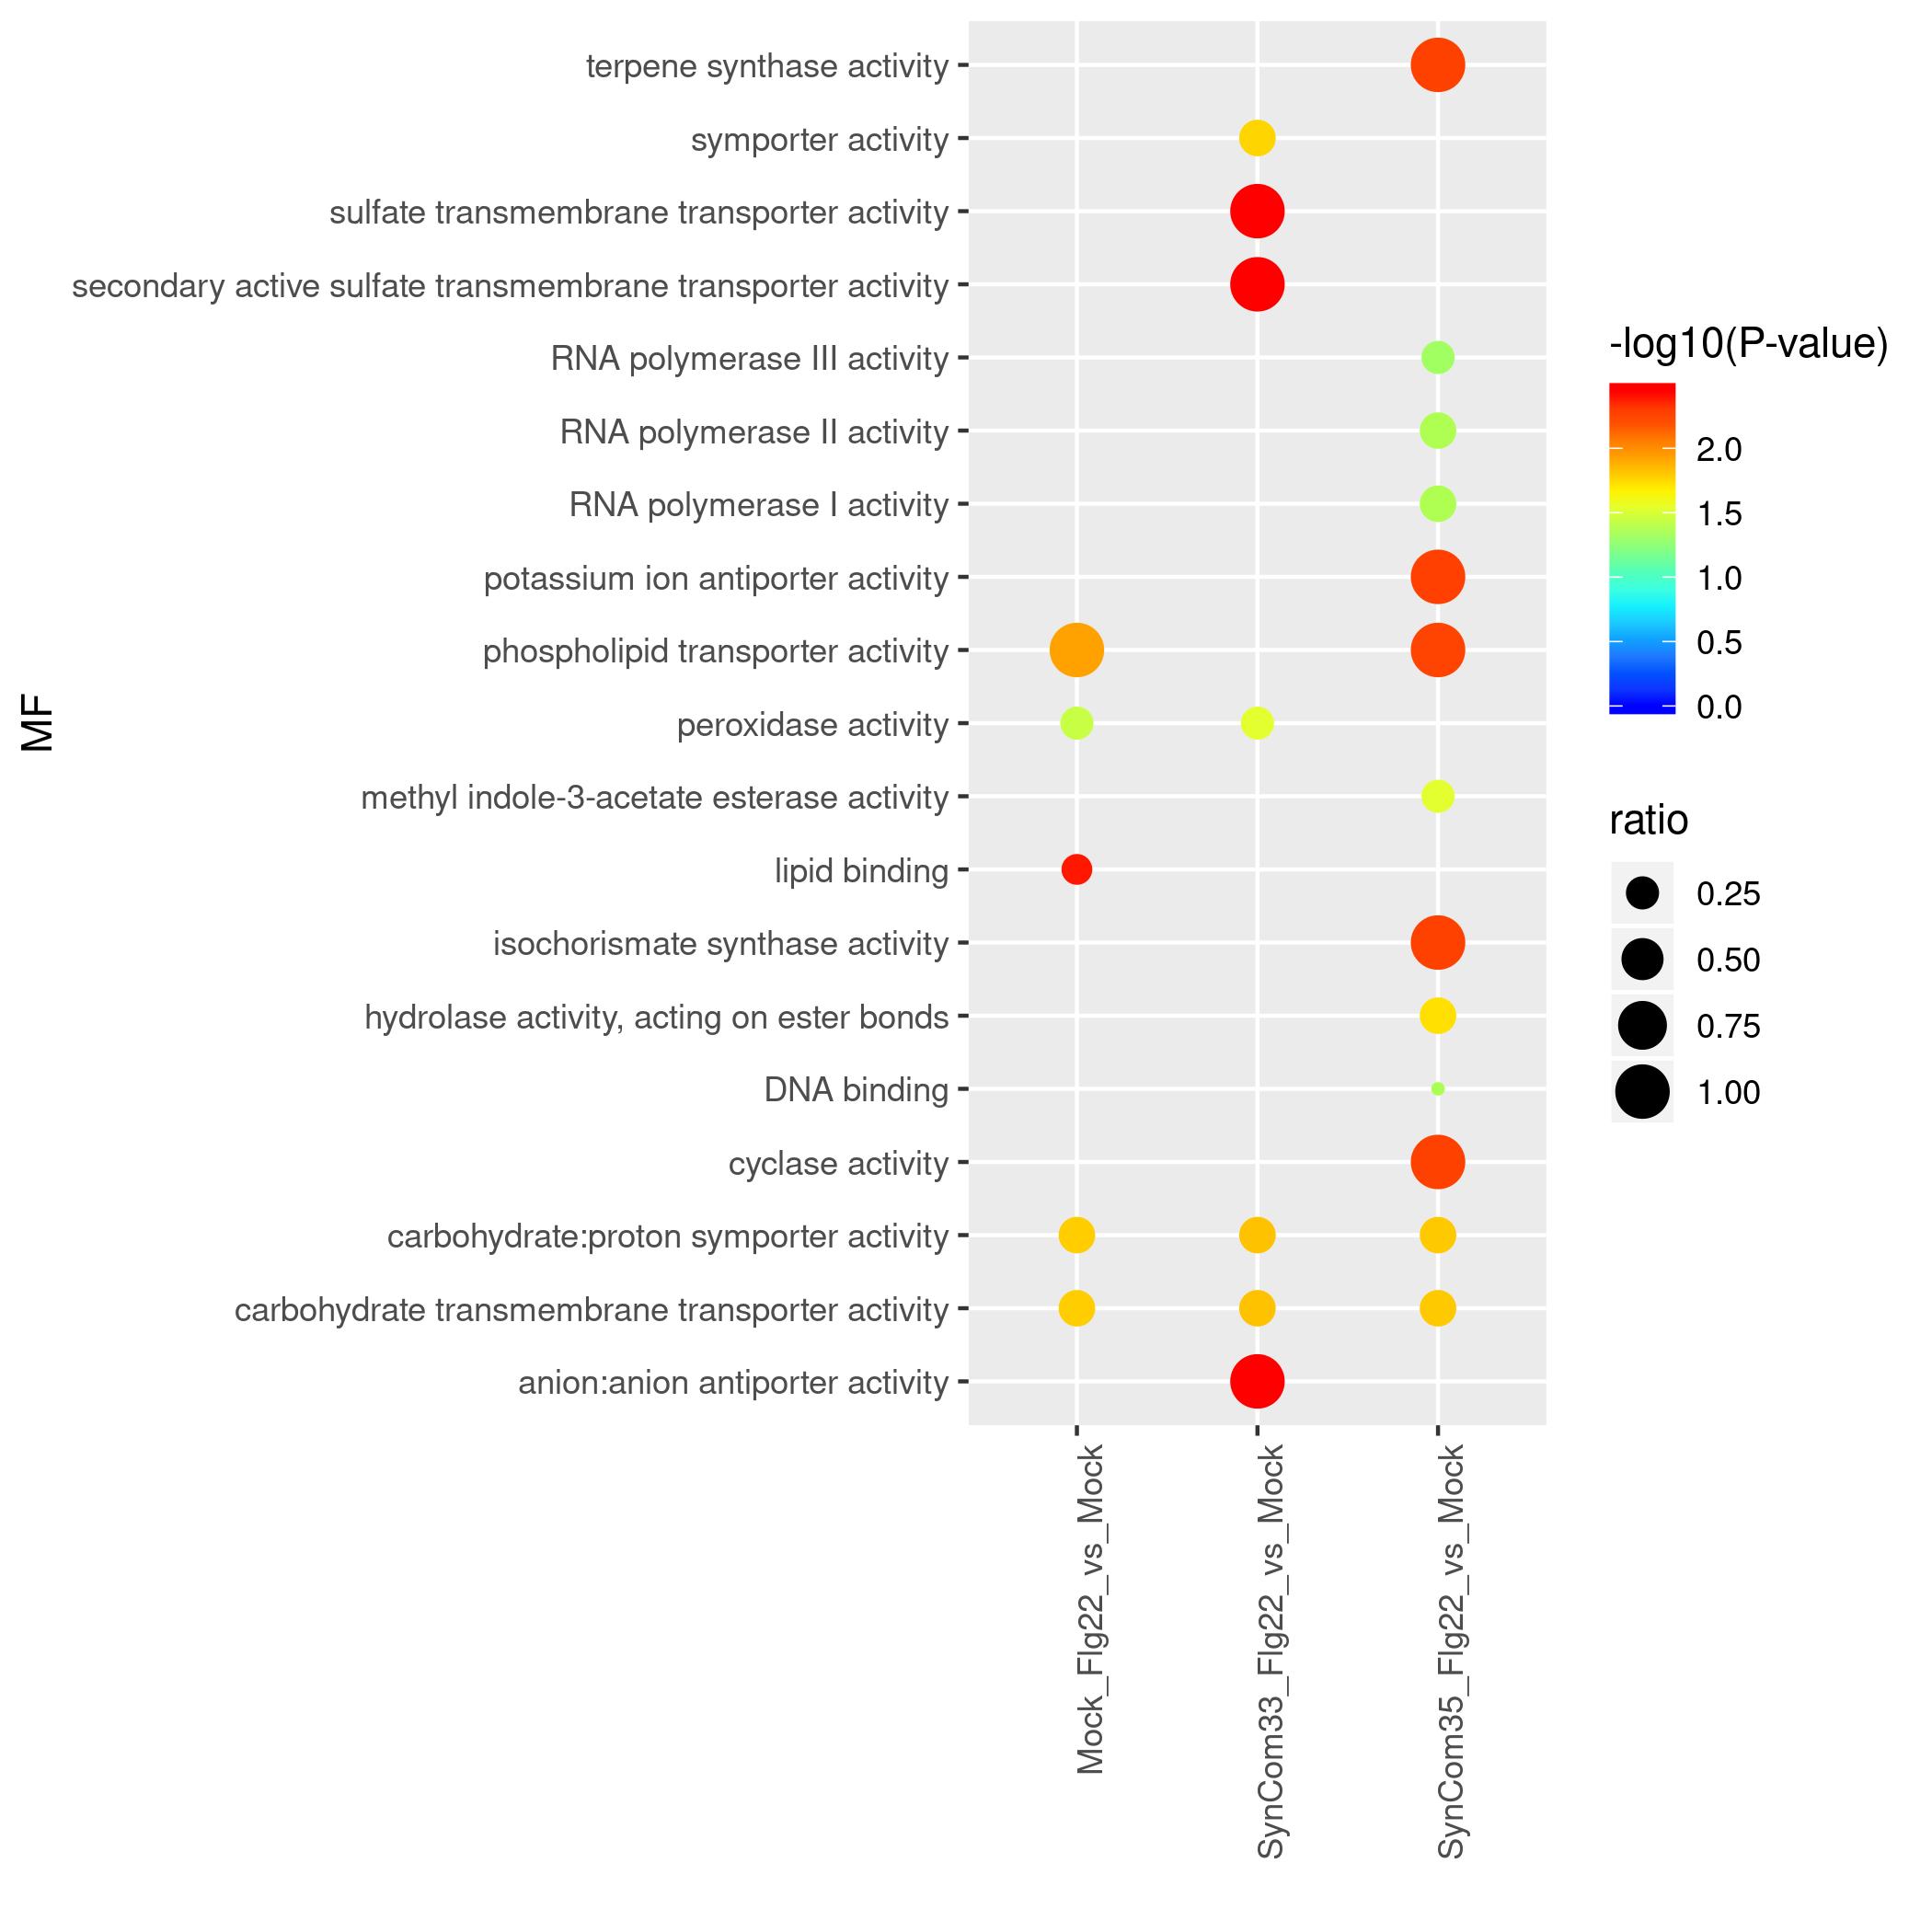 terpene synthase activity
symporter activity
sulfate transmembrane transporter activity
secondary active sulfate transmembrane transporter activity
RNA polymerase III activity
RNA polymerase II activity
RNA polymerase I activity
potassium ion antiporter activity
phospholipid transporter activity
peroxidase activity
methyl indole-3-acetate esterase activity
lipid binding
isochorismate synthase activity
hydrolase activity, acting on ester bonds
DNA binding
cyclase activity
carbohydrate:proton symporter activity
carbohydrate transmembrane transporter activity
anion:anion antiporter activity
MF
Mock_Flg22_vs_Mock
SynCom33_Flg22_vs_Mock
SynCom35_Flg22_vs_Mock
-log10(P-value)
2.0
1.5
1.0
0.5
0.0
ratio
0.25
0.50
0.75
1.00